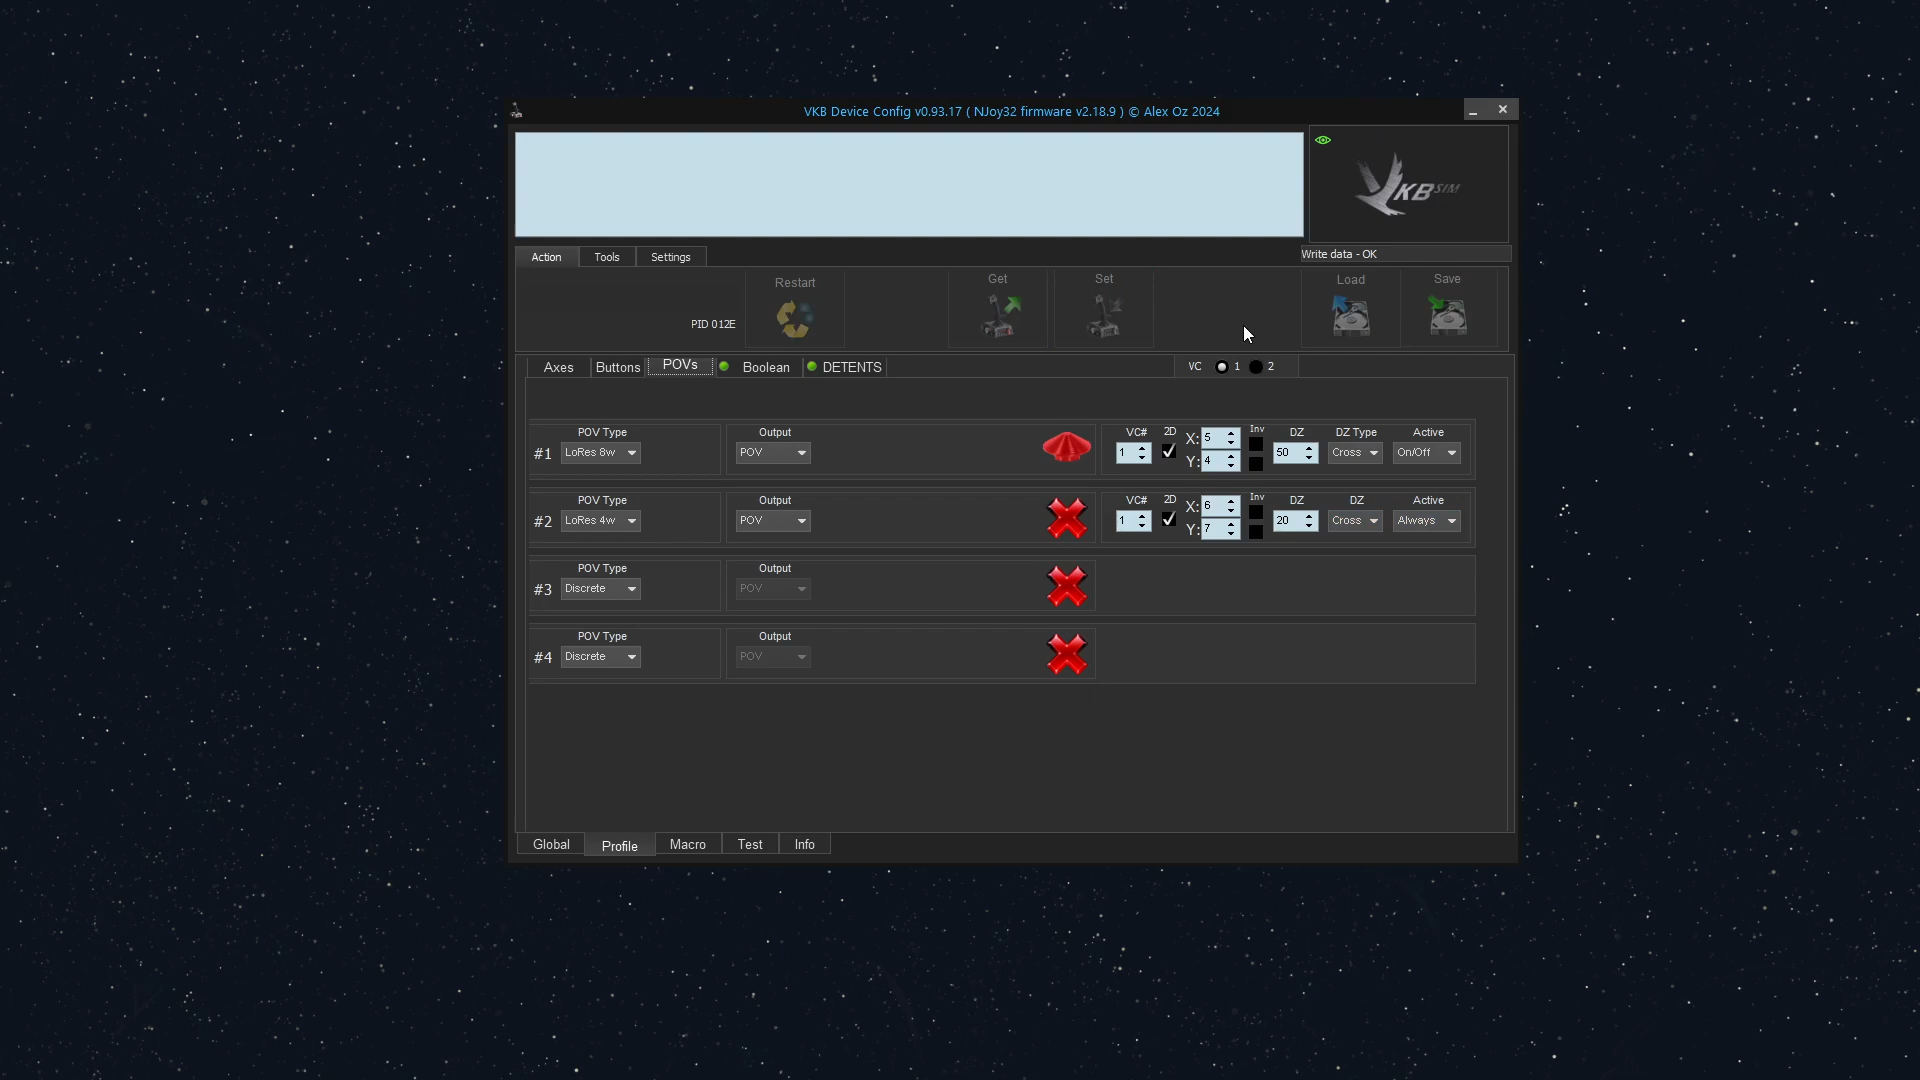 VKB Device Config v0.93.17 ( NJoy32 firmware v2.18.9 ) © Alex Oz 2024
VKB SIM
Action Tools Settings Write data - OK
Restart Get Set Load Save
PID 012E
Axes Buttons POVs Boolean DETENTS VC 1 2
POV Type Output VC# 2D X: 5 Inv DZ DZ Type Active
#1 LoRes 8w POV 1 Y: 4 50 Cross On/Off
POV Type Output VC# 2D X: 6 Inv DZ DZ Active
#2 LoRes 4w POV 1 Y: 7 20 Cross Always
POV Type Output
#3 Discrete POV
POV Type Output
#4 Discrete POV
Global Profile Macro Test Info